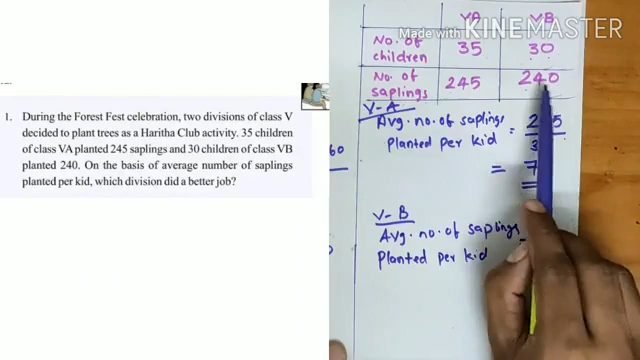 Made With
KINEMASTER
VA VB
No. of children 35 30
No. of saplings 245 240
1. During the Forest Fest celebration, two divisions of class V
decided to plant trees as a Haritha Club activity. 35 children
of class VA planted 245 saplings and 30 children of class VB
planted 240. On the basis of average number of saplings
planted per kid, which division did a better job?
V-A
Avg. no. of saplings
planted per kid =
= 7
V-B
Avg. no. of saplings
Planted per kid